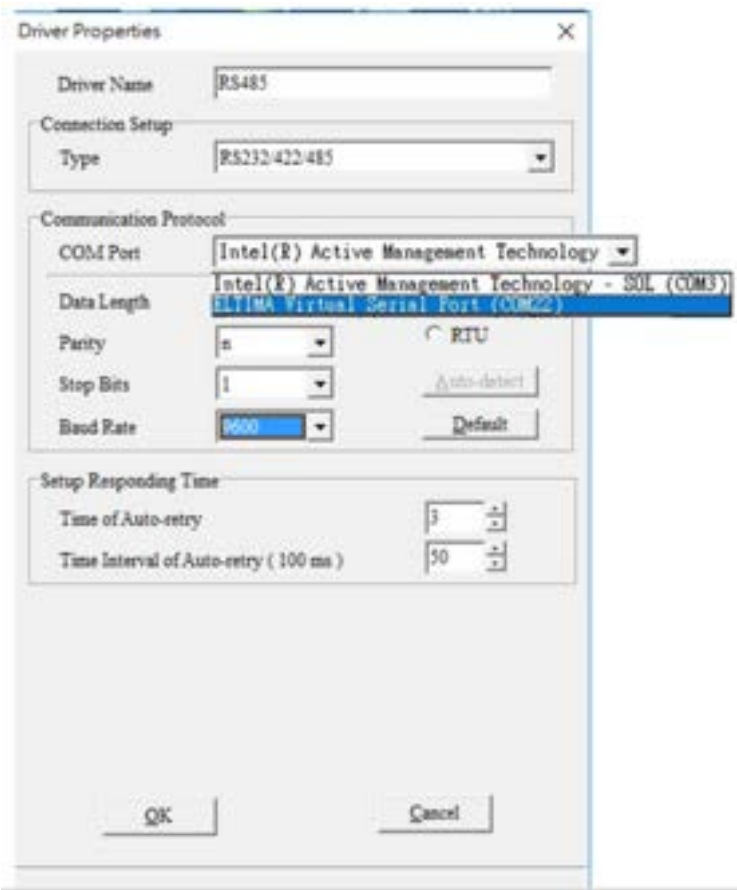 Driver Properties
Driver Name RS485
Connection Setup
Type RS232/422/485
Communication Protocol
COM Port Intel(R) Active Management Technology
Intel(R) Active Management Technology - SOL (COM3)
Data Length ELTIMA Virtual Serial Port (COM22)
Parity n RTU
Stop Bits 1 Auto-detect
Baud Rate 9600 Default
Setup Responding Time
Time of Auto-retry 3
Time Interval of Auto-retry ( 100 ms ) 50
OK Cancel